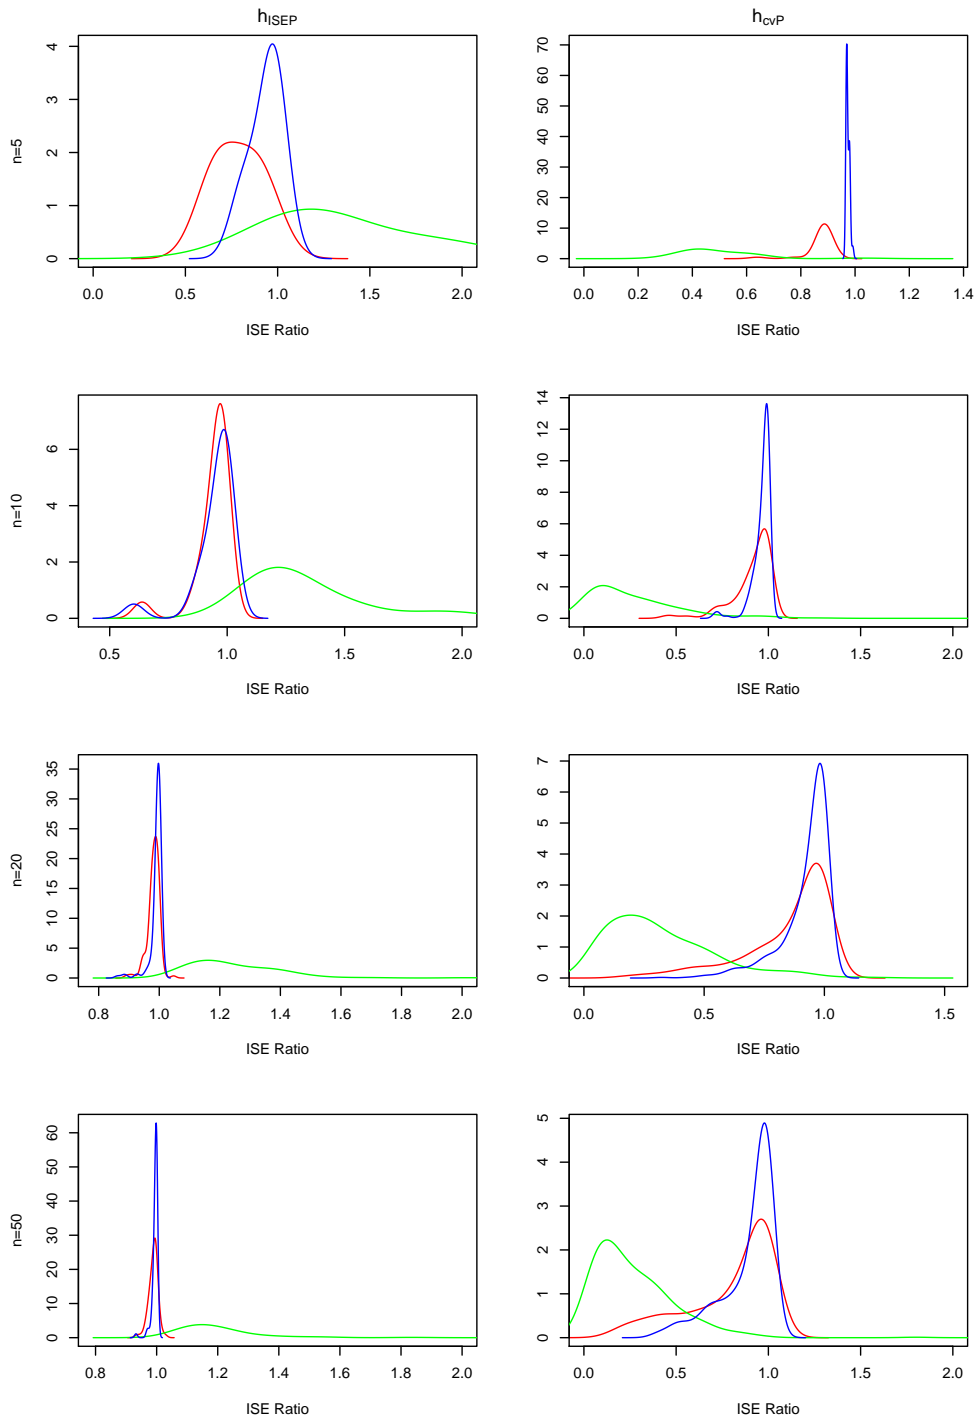 h_ISEP
n=5
0 1 2 3 4
0.0 0.5 1.0 1.5 2.0
ISE Ratio
h_cvP
0 10 20 30 40 50 60 70
0.0 0.2 0.4 0.6 0.8 1.0 1.2 1.4
ISE Ratio
n=10
0 2 4 6
0.5 1.0 1.5 2.0
ISE Ratio
0 2 4 6 8 10 12 14
0.0 0.5 1.0 1.5 2.0
ISE Ratio
n=20
0 5 10 15 20 25 30 35
0.8 1.0 1.2 1.4 1.6 1.8 2.0
ISE Ratio
0 1 2 3 4 5 6 7
0.0 0.5 1.0 1.5
ISE Ratio
n=50
0 10 20 30 40 50 60
0.8 1.0 1.2 1.4 1.6 1.8 2.0
ISE Ratio
0 1 2 3 4 5
0.0 0.5 1.0 1.5 2.0
ISE Ratio